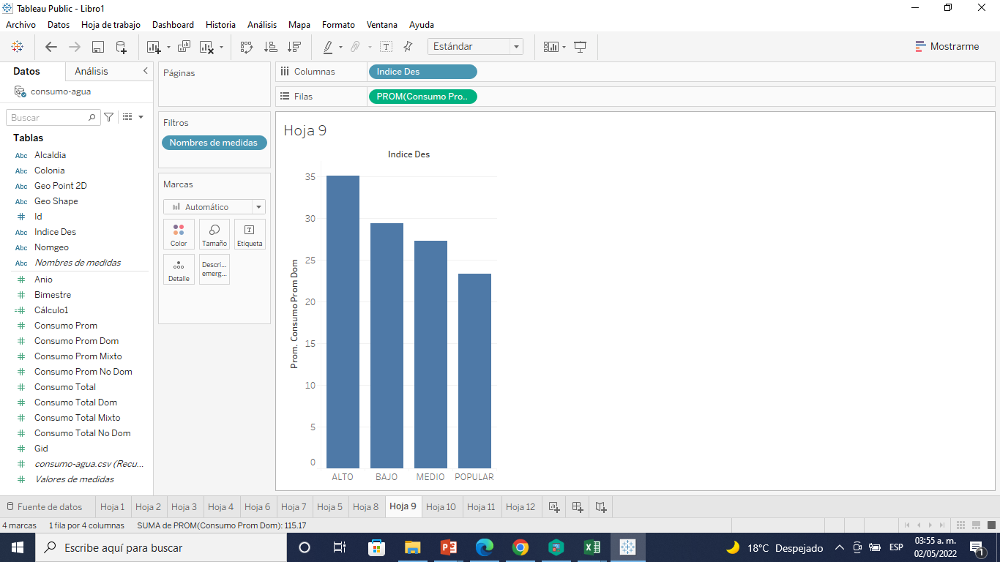 Tableau Public - Libro1
Archivo Datos Hoja de trabajo Dashboard Historia Análisis Mapa Formato Ventana Ayuda
Estándar
Mostrarme
Datos
Análisis
consumo-agua
Buscar
Tablas
Abc Alcaldia
Abc Colonia
Abc Geo Point 2D
Abc Geo Shape
# Id
Abc Indice Des
Abc Nomgeo
Abc Nombres de medidas
# Anio
# Bimestre
=# Cálculo1
# Consumo Prom
# Consumo Prom Dom
# Consumo Prom Mixto
# Consumo Prom No Dom
# Consumo Total
# Consumo Total Dom
# Consumo Total Mixto
# Consumo Total No Dom
# Gid
# consumo-agua.csv (Recu...
# Valores de medidas
Páginas
Filtros
Nombres de medidas
Marcas
Automático
Color
Tamaño
Etiqueta
Detalle
Descri...
emerg...
Columnas
Indice Des
Filas
PROM(Consumo Pro..
Hoja 9
Indice Des
Prom. Consumo Prom Dom
35
30
25
20
15
10
5
0
ALTO BAJO MEDIO POPULAR
Fuente de datos Hoja 1 Hoja 2 Hoja 3 Hoja 4 Hoja 6 Hoja 7 Hoja 5 Hoja 8 Hoja 9 Hoja 10 Hoja 11 Hoja 12
4 marcas 1 fila por 4 columnas SUMA de PROM(Consumo Prom Dom): 115.17
Escribe aquí para buscar
18°C Despejado
ESP
03:55 a. m.
02/05/2022
1